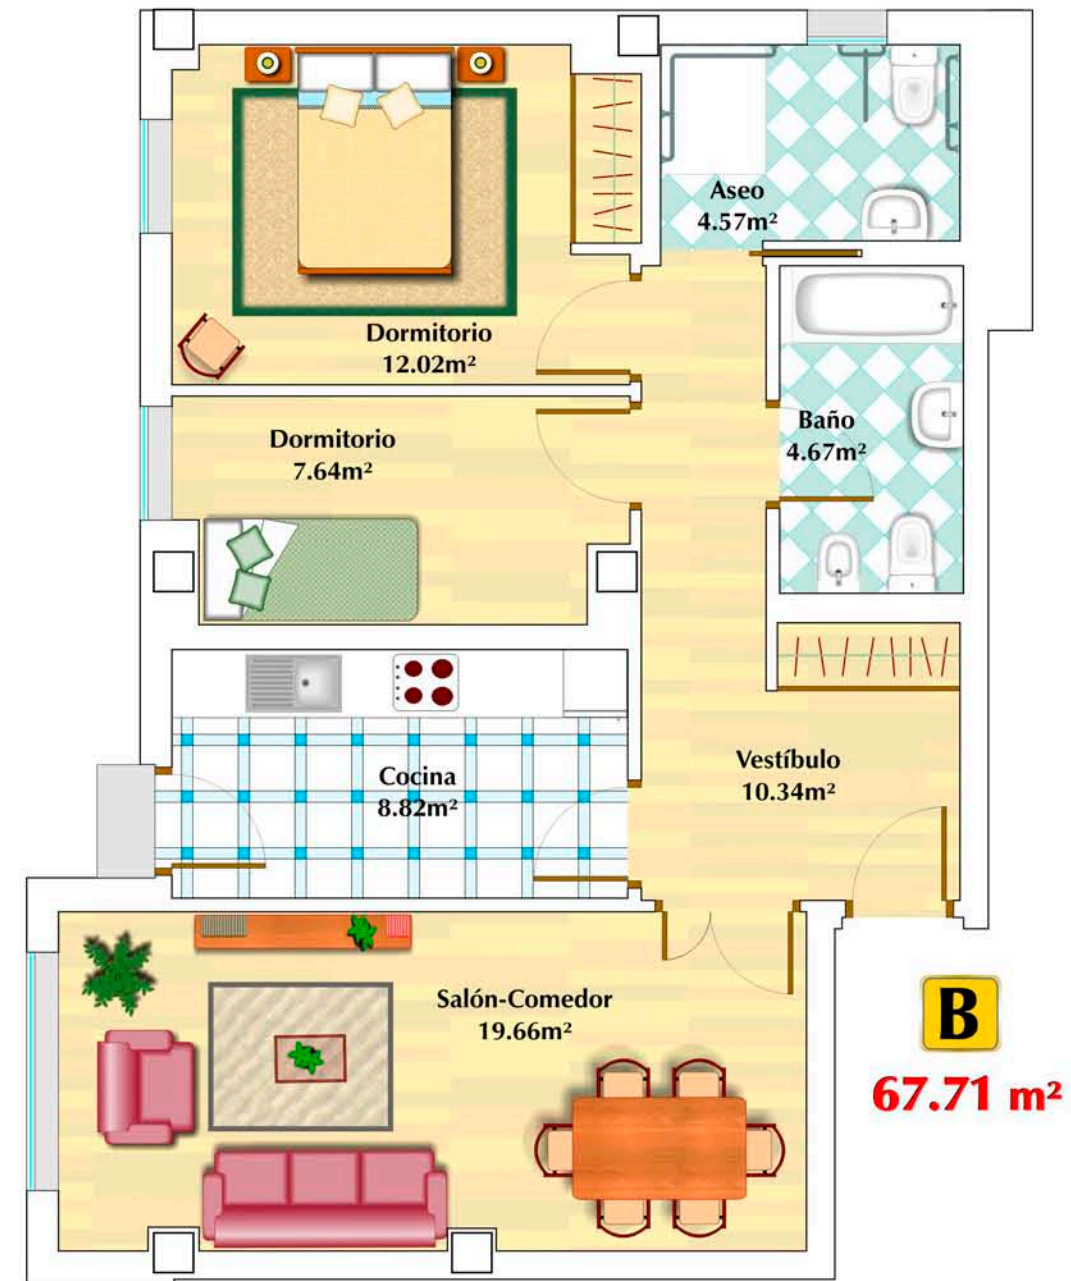 Aseo
4.57m²
Dormitorio
12.02m²
Baño
4.67m²
Dormitorio
7.64m²
Vestíbulo
10.34m²
Cocina
8.82m²
Salón-Comedor
19.66m²
B
67.71 m²